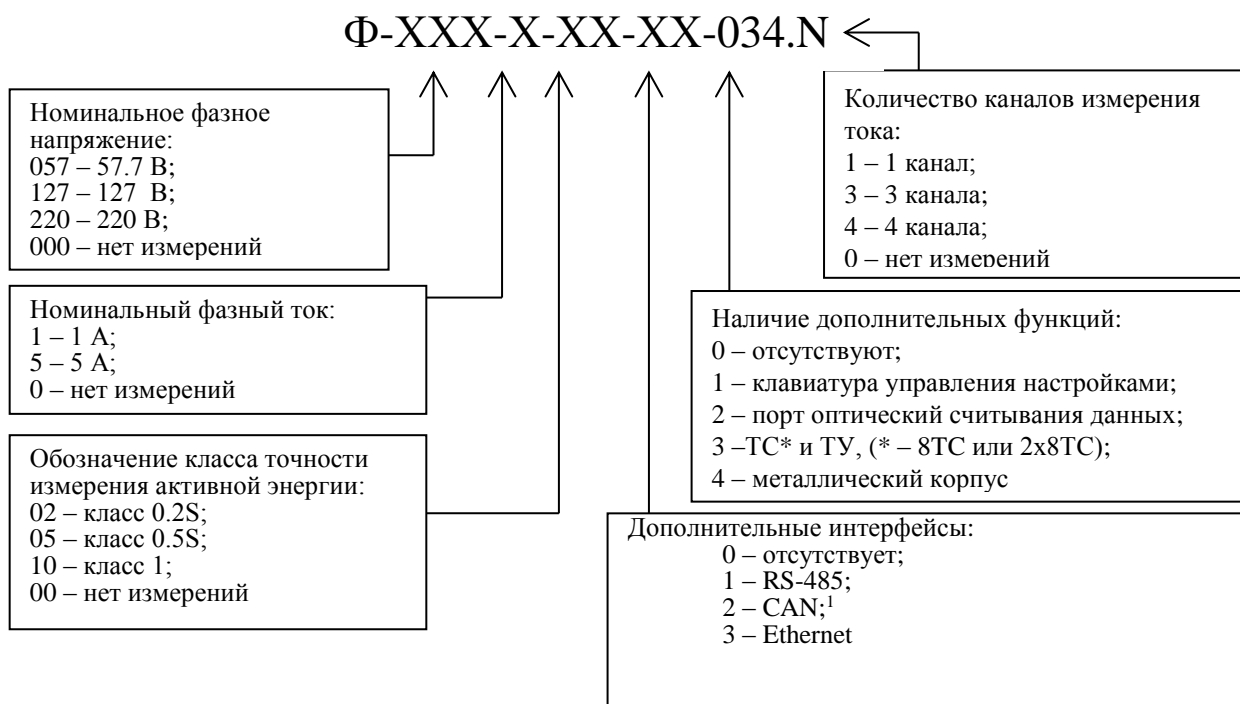 Ф-XXX-X-XX-XX-034.N
Номинальное фазное
напряжение:
057 – 57.7 В;
127 – 127 В;
220 – 220 В;
000 – нет измерений
Номинальный фазный ток:
1 – 1 А;
5 – 5 А;
0 – нет измерений
Обозначение класса точности
измерения активной энергии:
02 – класс 0.2S;
05 – класс 0.5S;
10 – класс 1;
00 – нет измерений
Количество каналов измерения
тока:
1 – 1 канал;
3 – 3 канала;
4 – 4 канала;
0 – нет измерений
Наличие дополнительных функций:
0 – отсутствуют;
1 – клавиатура управления настройками;
2 – порт оптический считывания данных;
3 –ТС* и ТУ, (* – 8ТС или 2х8ТС);
4 – металлический корпус
Дополнительные интерфейсы:
0 – отсутствует;
1 – RS-485;
2 – CAN;¹
3 – Ethernet